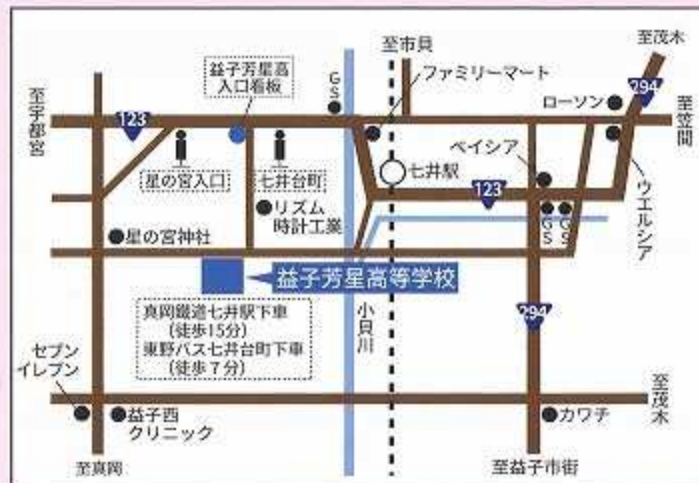 至市貝
至茂木
益子芳星高
入口看板
GS
ファミリーマート
294
ローソン
至宇都宮
123
至笠間
ベイシア
七井駅
星の宮入口
七井台町
123
ウエルシア
リズム
時計工業
GS
GS
星の宮神社
益子芳星高等学校
真岡鐵道七井駅下車
(徒歩15分)
東野バス七井台町下車
(徒歩7分)
小貝川
294
セブン
イレブン
至茂木
益子西
クリニック
カワチ
至真岡
至益子市街